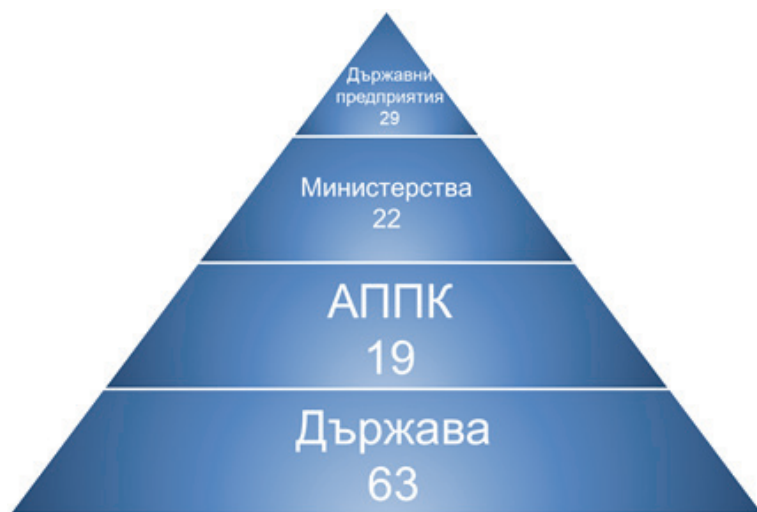 Държавни
предприятия
29
Министерства
22
АППК
19
Държава
63